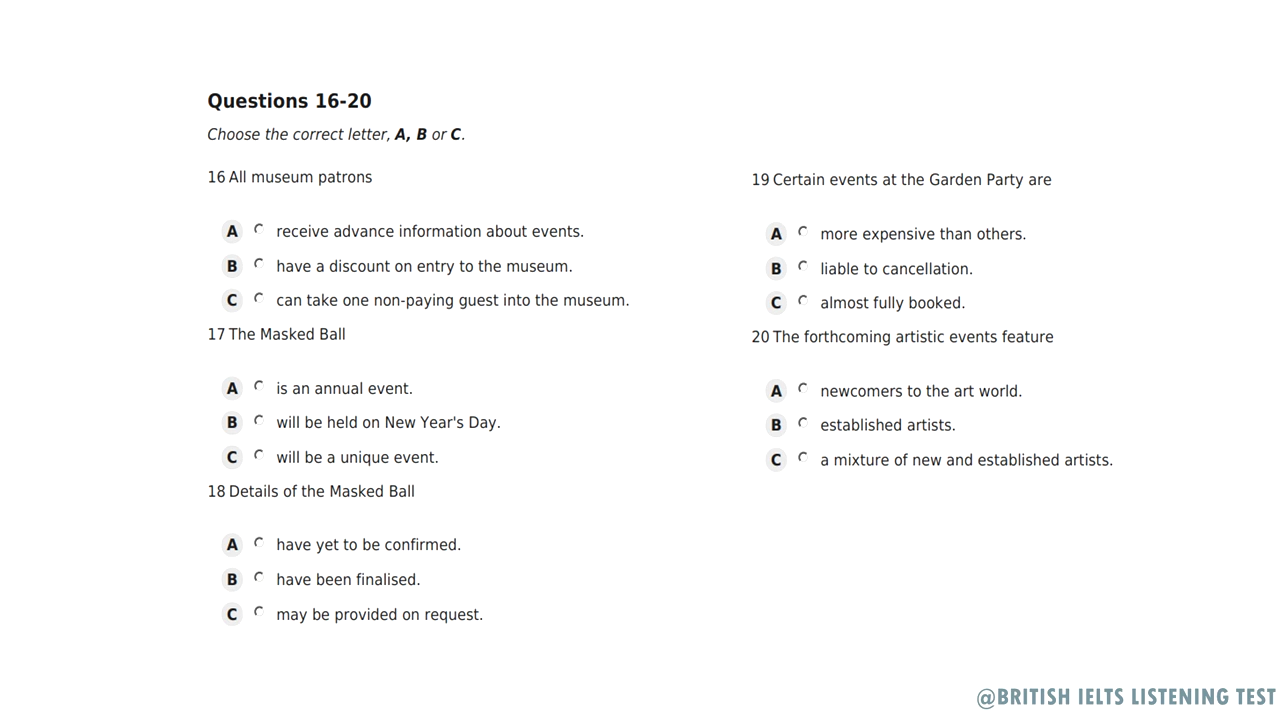 Questions 16-20
Choose the correct letter, A, B or C.
16 All museum patrons
A receive advance information about events.
B have a discount on entry to the museum.
C can take one non-paying guest into the museum.
17 The Masked Ball
A is an annual event.
B will be held on New Year's Day.
C will be a unique event.
18 Details of the Masked Ball
A have yet to be confirmed.
B have been finalised.
C may be provided on request.
19 Certain events at the Garden Party are
A more expensive than others.
B liable to cancellation.
C almost fully booked.
20 The forthcoming artistic events feature
A newcomers to the art world.
B established artists.
C a mixture of new and established artists.
@BRITISH IELTS LISTENING TEST